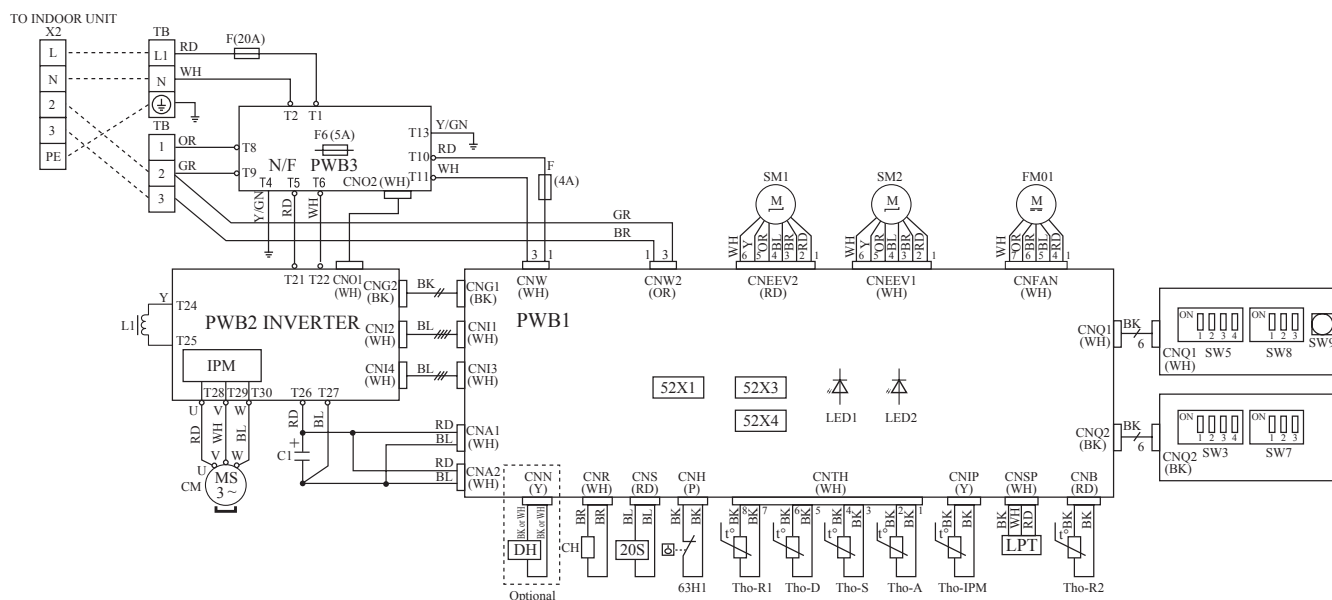 TO INDOOR UNIT
X2
L
N
2
3
PE
TB
L1
N
TB
1
2
3
RD
WH
OR
GR
F(20A)
T2 T1
F6(5A)
T8
T9
N/F PWB3
T13
T10
T11
T4 T5 T6 CNO2 (WH)
Y/GN
RD
WH
F
(4A)
Y/GN
RD
WH
GR
BR
SM1
M
WH
Y
OR
BL
BR
RD
6 5 4 3 2 1
CNEEV2
(RD)
SM2
M
WH
Y
OR
BL
BR
RD
6 5 4 3 2 1
CNEEV1
(WH)
FM01
M
WH
OR
BR
BL
RD
7 6 5 4 1
CNFAN
(WH)
3 1
CNW
(WH)
1 3
CNW2
(OR)
T21 T22 CNO1
(WH)
CNG2
(BK)
BK
CNG1
(BK)
CNI2
(WH)
BL
CNI1
(WH)
CNI4
(WH)
BL
CNI3
(WH)
Y
L1
T24
T25
PWB2 INVERTER
IPM
T28 T29 T30 T26 T27
U V W
RD
WH
BL
RD
BL
U V W
CM
MS
3 ~
+
C1
RD
BL
CNA1
(WH)
RD
BL
CNA2
(WH)
PWB1
52X1
52X3
52X4
LED1
LED2
CNQ1
(WH)
BK
6
CNQ1
(WH)
ON
1 2 3 4
SW5
ON
1 2 3
SW8
SW9
CNQ2
(BK)
BK
6
CNQ2
(BK)
ON
1 2 3 4
SW3
ON
1 2 3
SW7
CNN
(Y)
BK or WH
BK or WH
DH
Optional
CNR
(WH)
BR
BR
CH
CNS
(RD)
BL
BL
20S
CNH
(P)
BK
BK
63H1
CNTH
(WH)
8 7 6 5 4 3 2 1
BK
BK
t°
Tho-R1
BK
BK
t°
Tho-D
BK
BK
t°
Tho-S
BK
BK
t°
Tho-A
CNIP
(Y)
BK
BK
t°
Tho-IPM
CNSP
(WH)
BK
WH
RD
LPT
CNB
(RD)
BK
BK
t°
Tho-R2